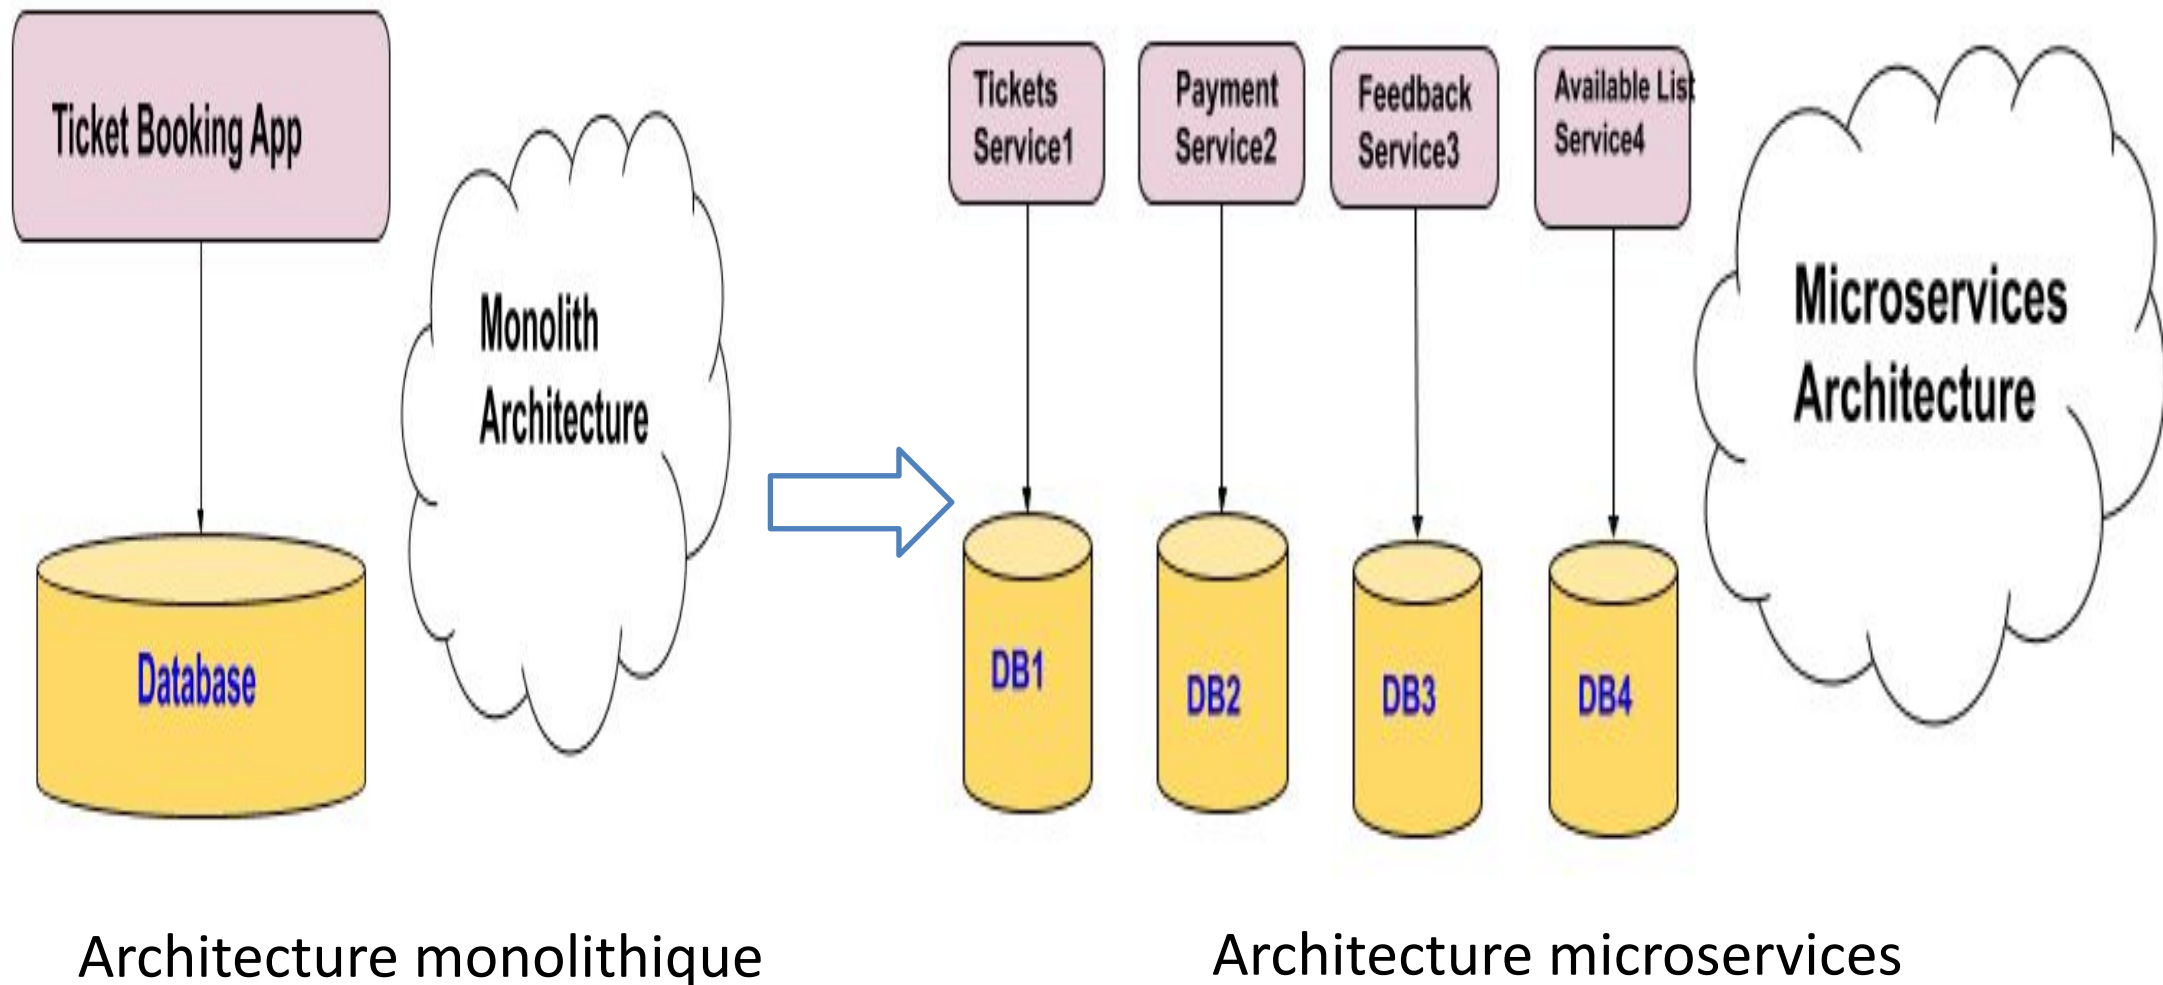 Ticket Booking App
Database
Monolith
Architecture
Tickets
Service1
Payment
Service2
Feedback
Service3
Available List
Service4
DB1
DB2
DB3
DB4
Microservices
Architecture
Architecture monolithique
Architecture microservices